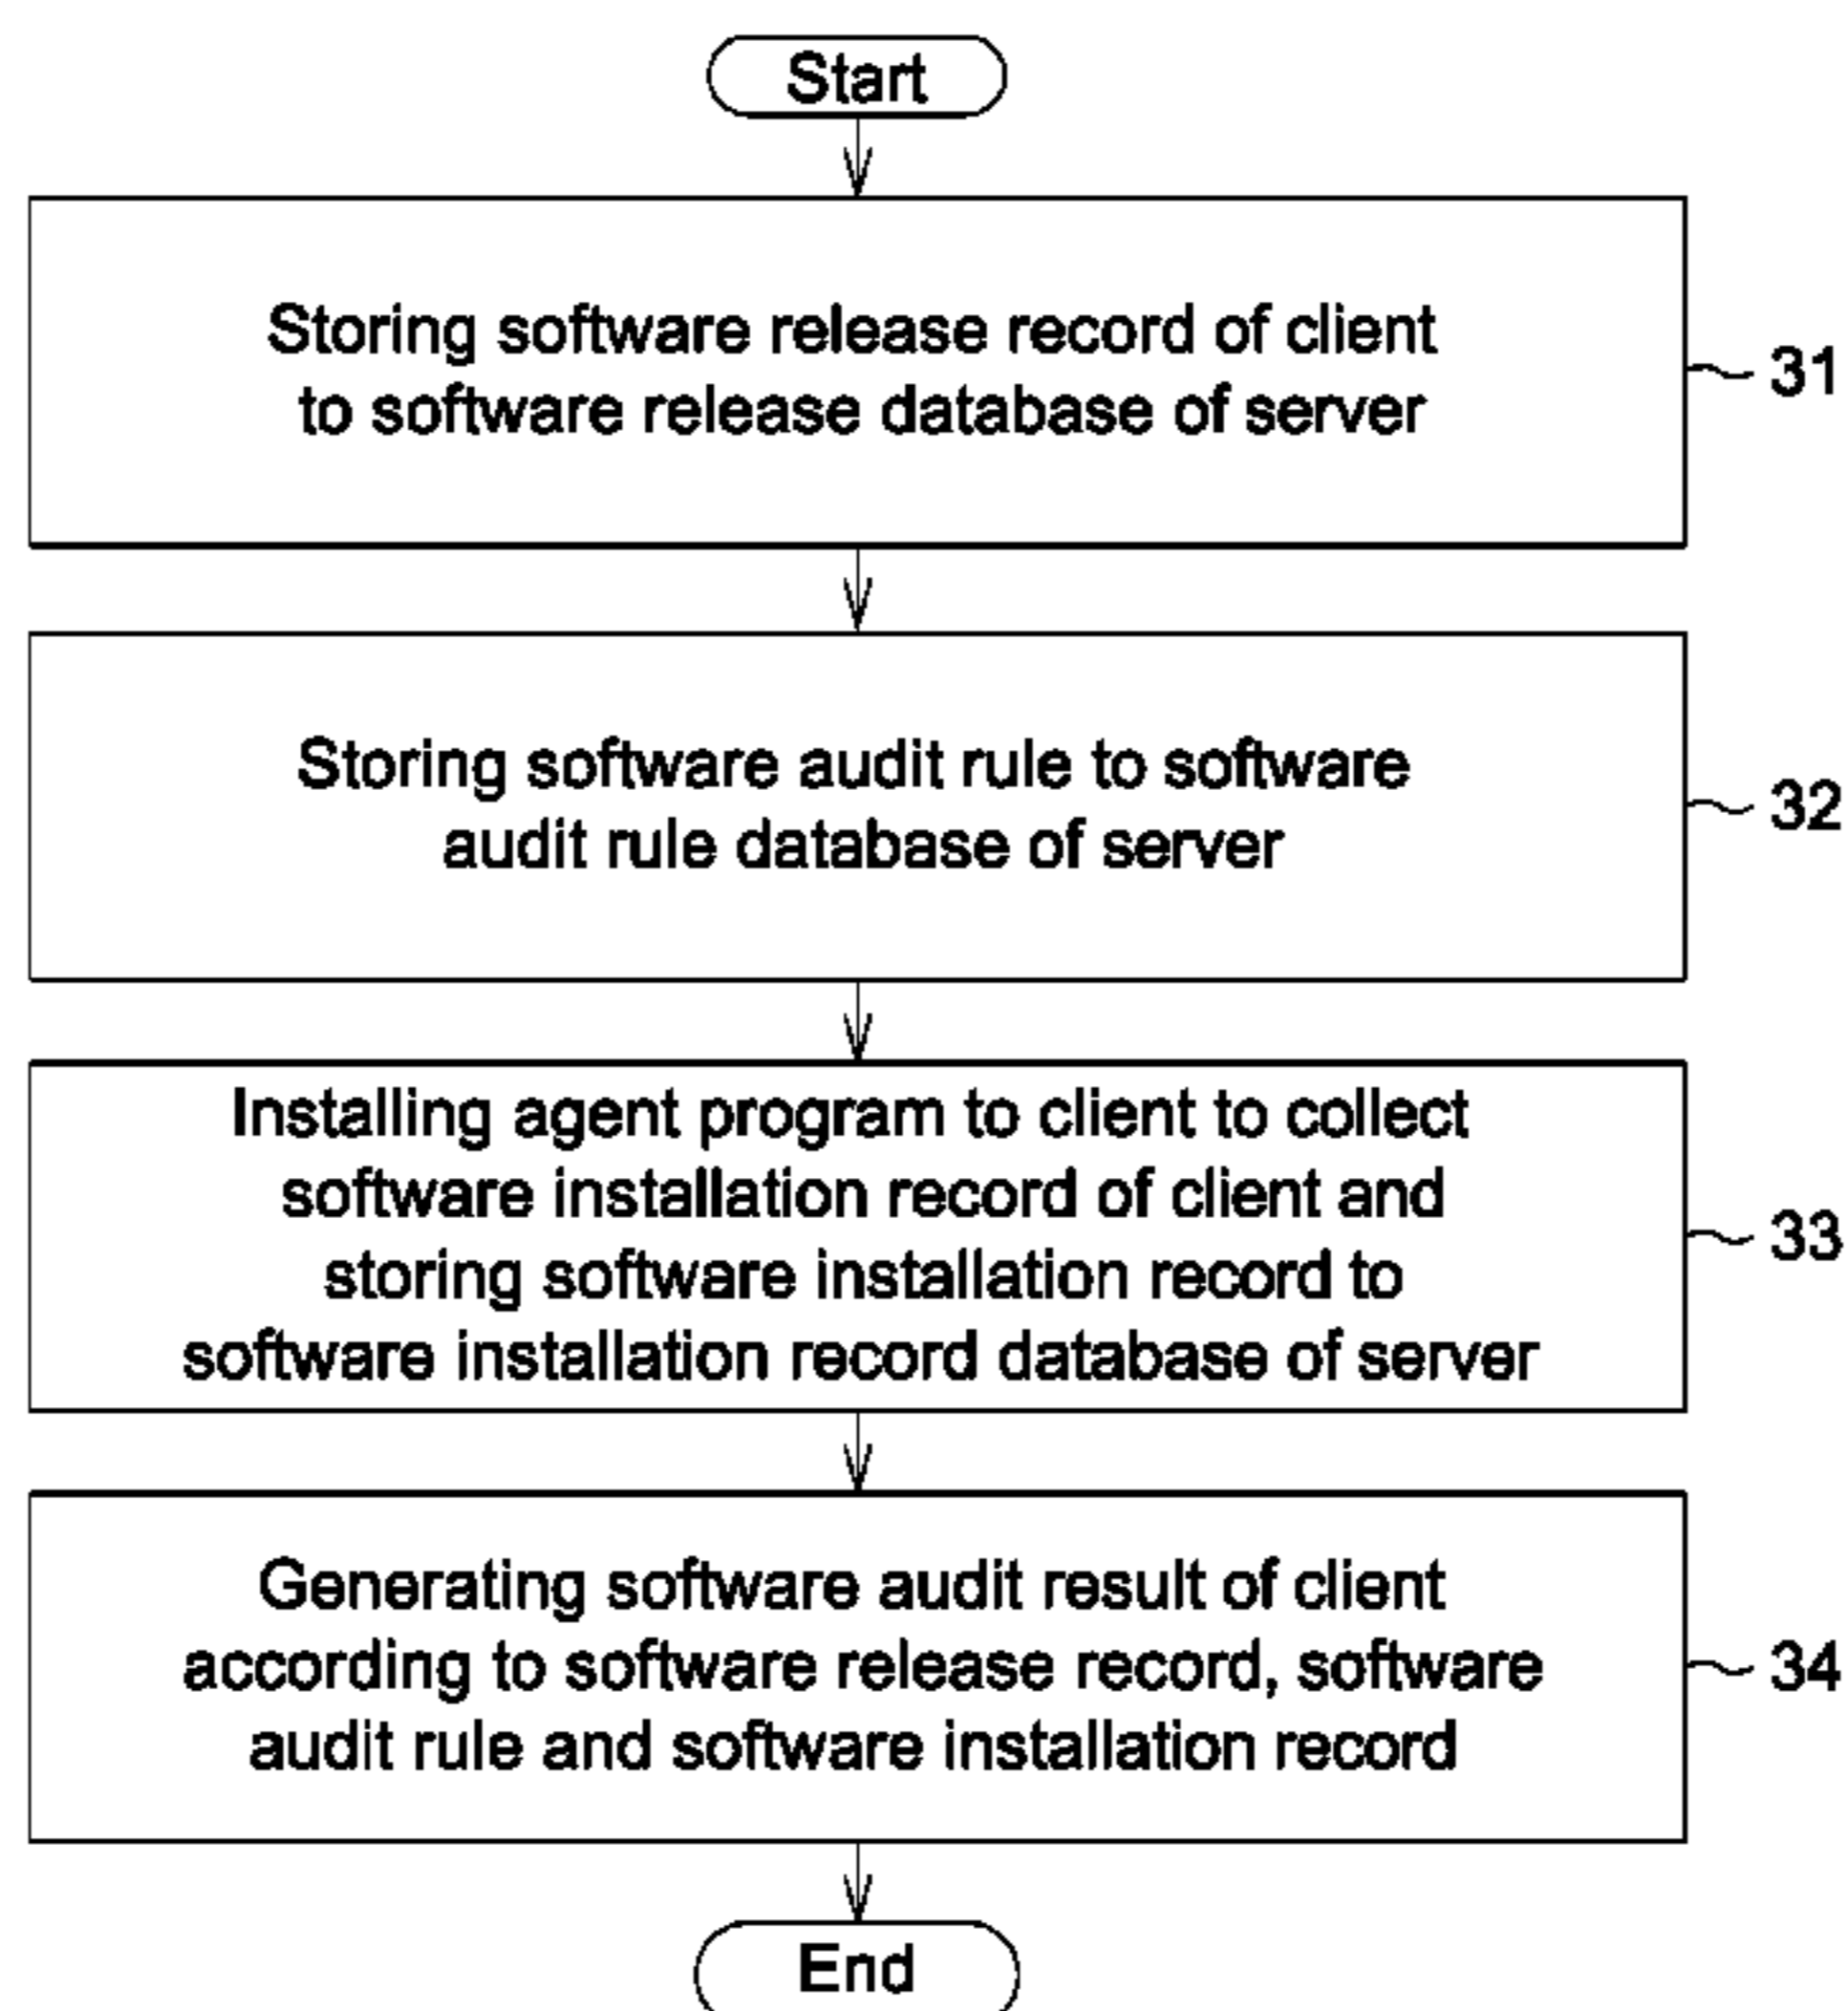 Start
Storing software release record of client
to software release database of server
31
Storing software audit rule to software
audit rule database of server
32
Installing agent program to client to collect
software installation record of client and
storing software installation record to
software installation record database of server
33
Generating software audit result of client
according to software release record, software
audit rule and software installation record
34
End